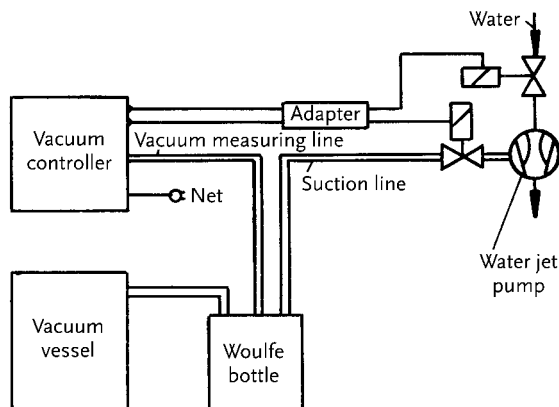 Water
Adapter
Vacuum
controller
Vacuum measuring line
Suction line
Net
Water jet
pump
Vacuum
vessel
Woulfe
bottle